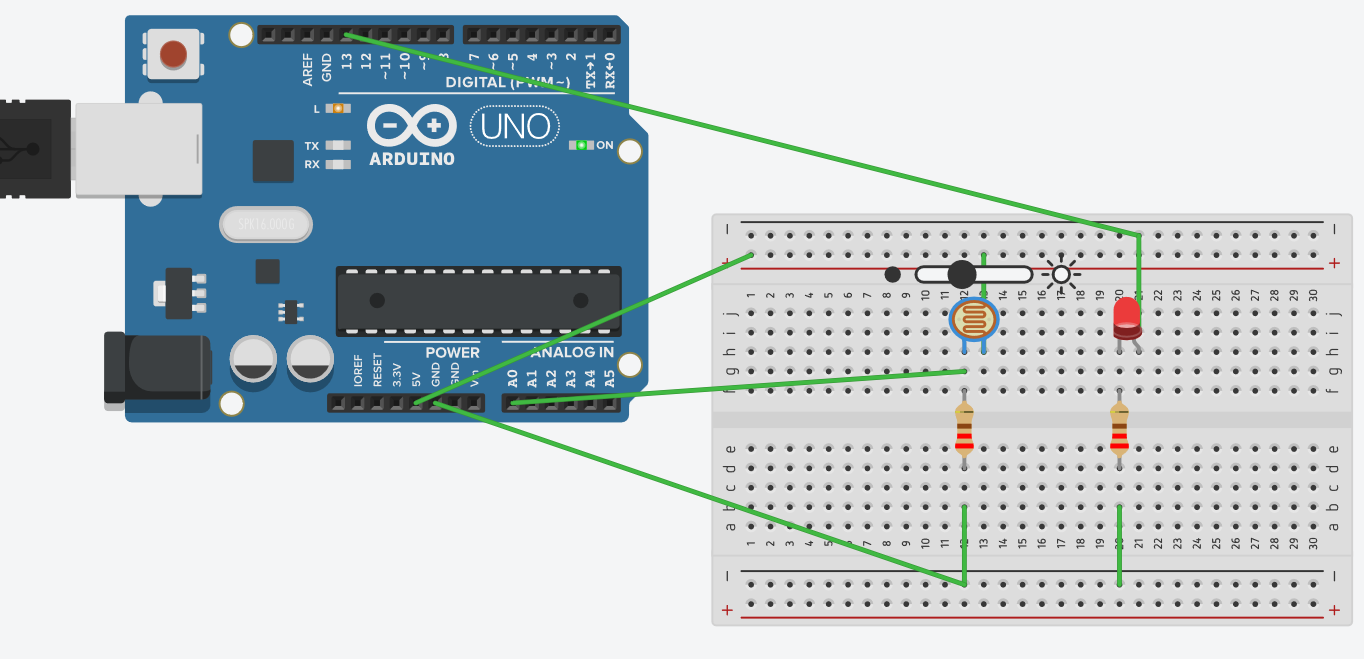 AREF GND 13 12 ~11 ~10 ~9 8 7 ~6 ~5 4 ~3 2 TX→1 RX←0
DIGITAL (PWM~)
L
TX
RX
UNO
ARDUINO
ON
SPK16.000G
POWER
ANALOG IN
IOREF RESET 3.3V 5V GND GND Vin A0 A1 A2 A3 A4 A5
− −
+ +
1 2 3 4 5 6 7 8 9 10 11 12 13 14 15 16 17 18 19 20 21 22 23 24 25 26 27 28 29 30
j j
i i
h h
g g
f f
e e
d d
c c
b b
a a
1 2 3 4 5 6 7 8 9 10 11 12 13 14 15 16 17 18 19 20 21 22 23 24 25 26 27 28 29 30
− −
+ +